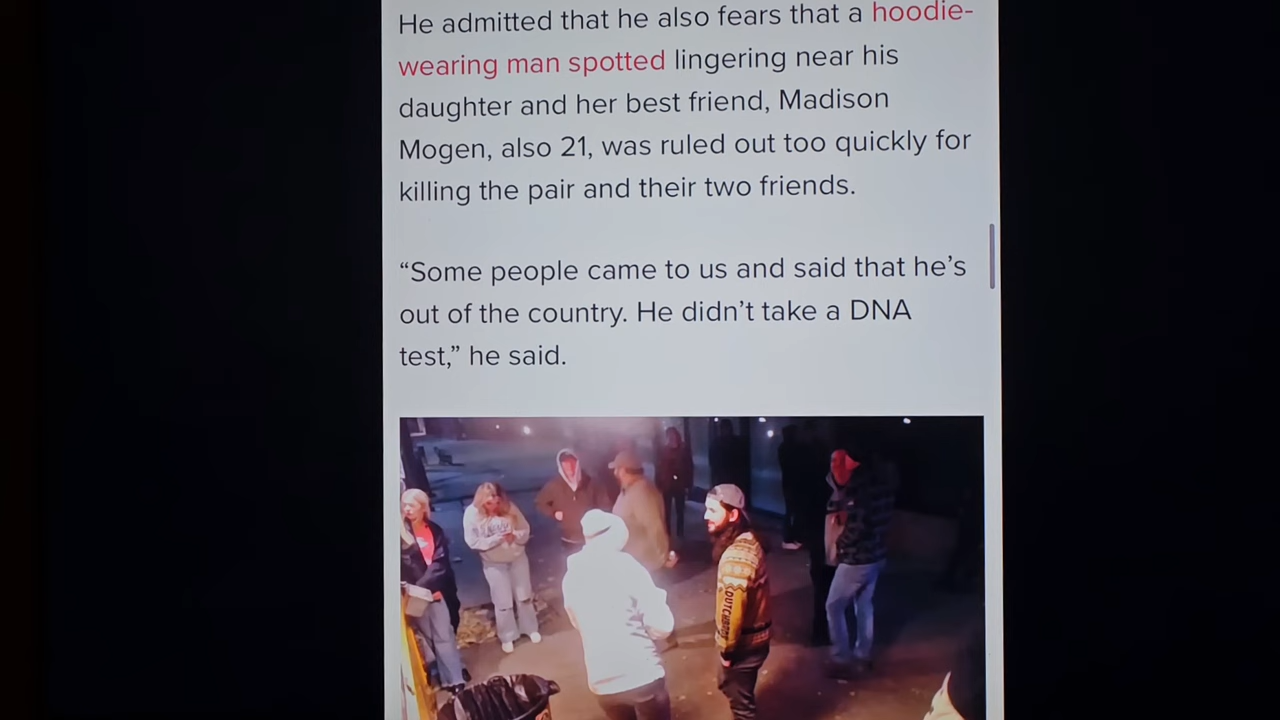 He admitted that he also fears that a hoodie-
wearing man spotted lingering near his
daughter and her best friend, Madison
Mogen, also 21, was ruled out too quickly for
killing the pair and their two friends.
“Some people came to us and said that he’s
out of the country. He didn’t take a DNA
test,” he said.